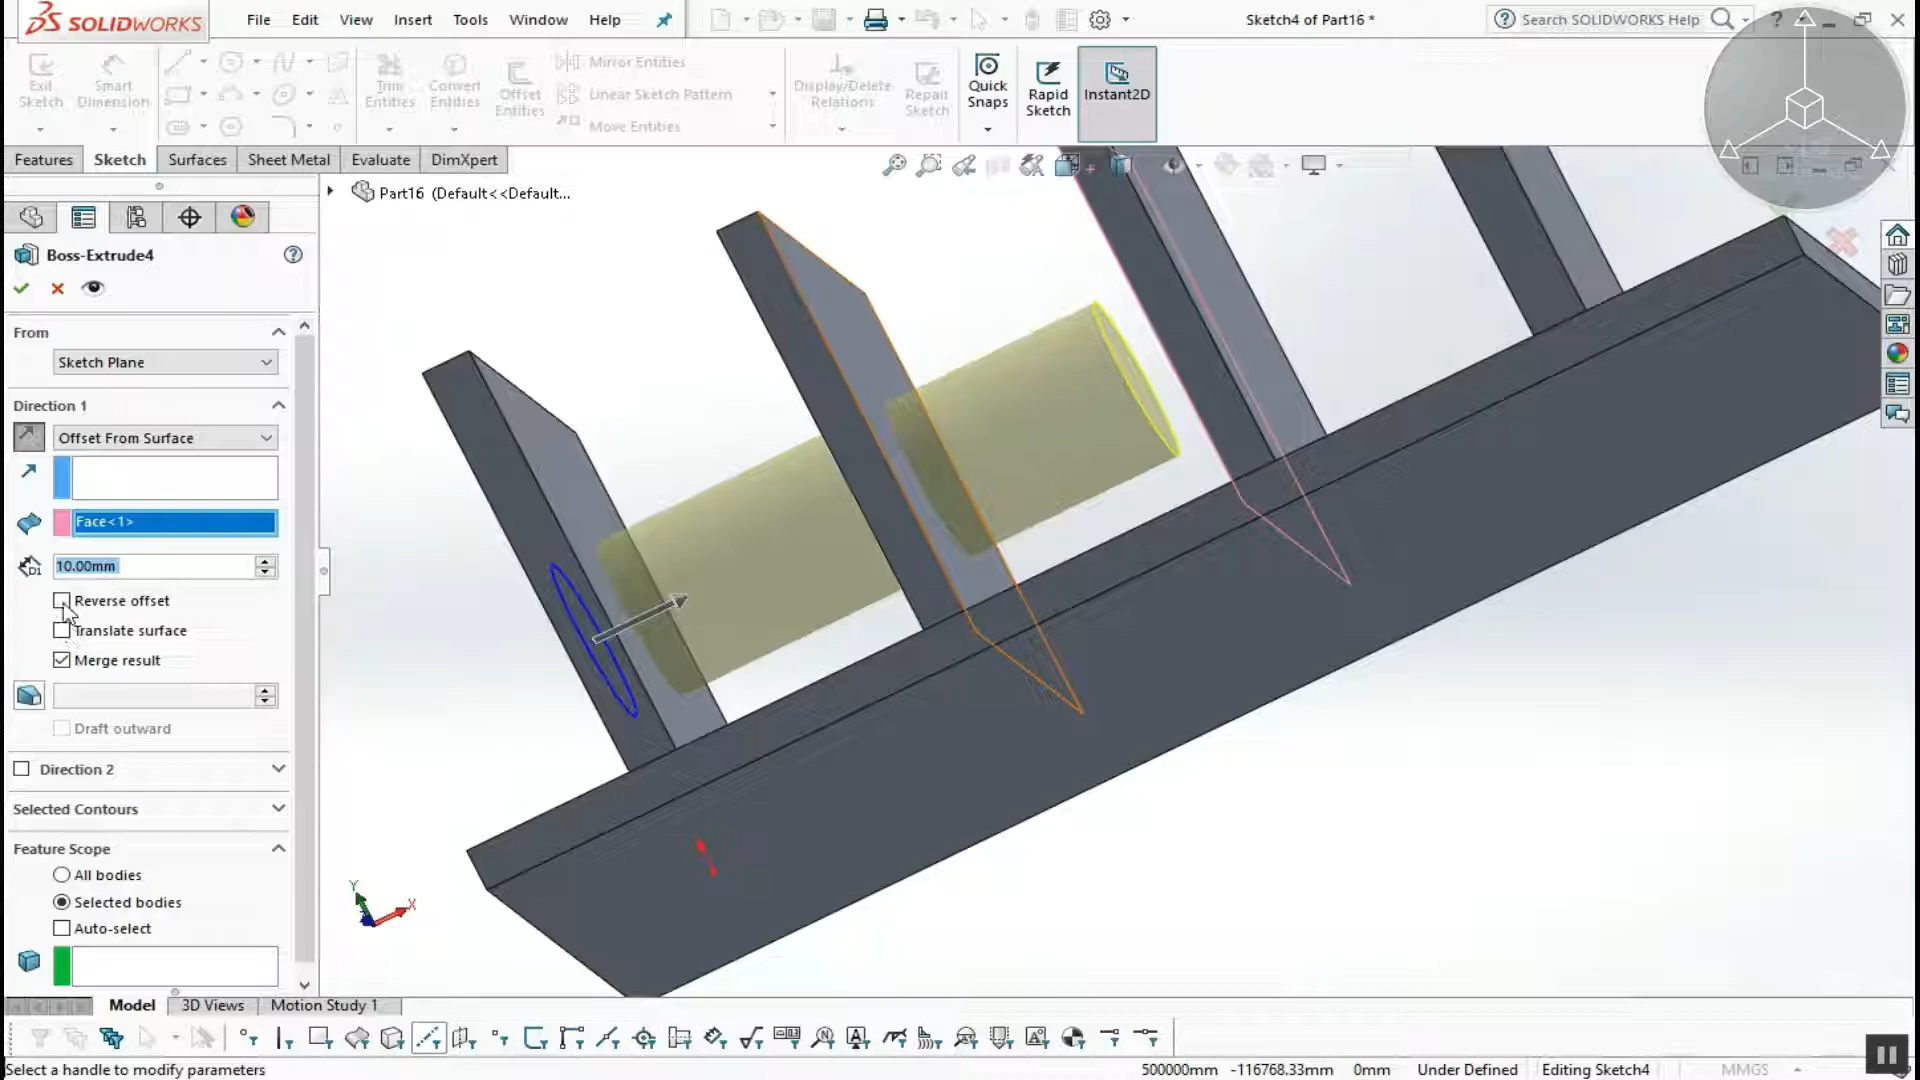 SOLIDWORKS
File Edit View Insert Tools Window Help
Sketch4 of Part16 *
Search SOLIDWORKS Help
Exit Sketch
Smart Dimension
Trim Entities
Convert Entities
Offset Entities
Mirror Entities
Linear Sketch Pattern
Move Entities
Display/Delete Relations
Repair Sketch
Quick Snaps
Rapid Sketch
Instant2D
Features Sketch Surfaces Sheet Metal Evaluate DimXpert
Part16 (Default<<Default...
Boss-Extrude4
From
Sketch Plane
Direction 1
Offset From Surface
Face<1>
D1
10.00mm
Reverse offset
Translate surface
Merge result
Draft outward
Direction 2
Selected Contours
Feature Scope
All bodies
Selected bodies
Auto-select
Y
X
Model 3D Views Motion Study 1
Select a handle to modify parameters
500000mm -116768.33mm 0mm Under Defined Editing Sketch4 MMGS